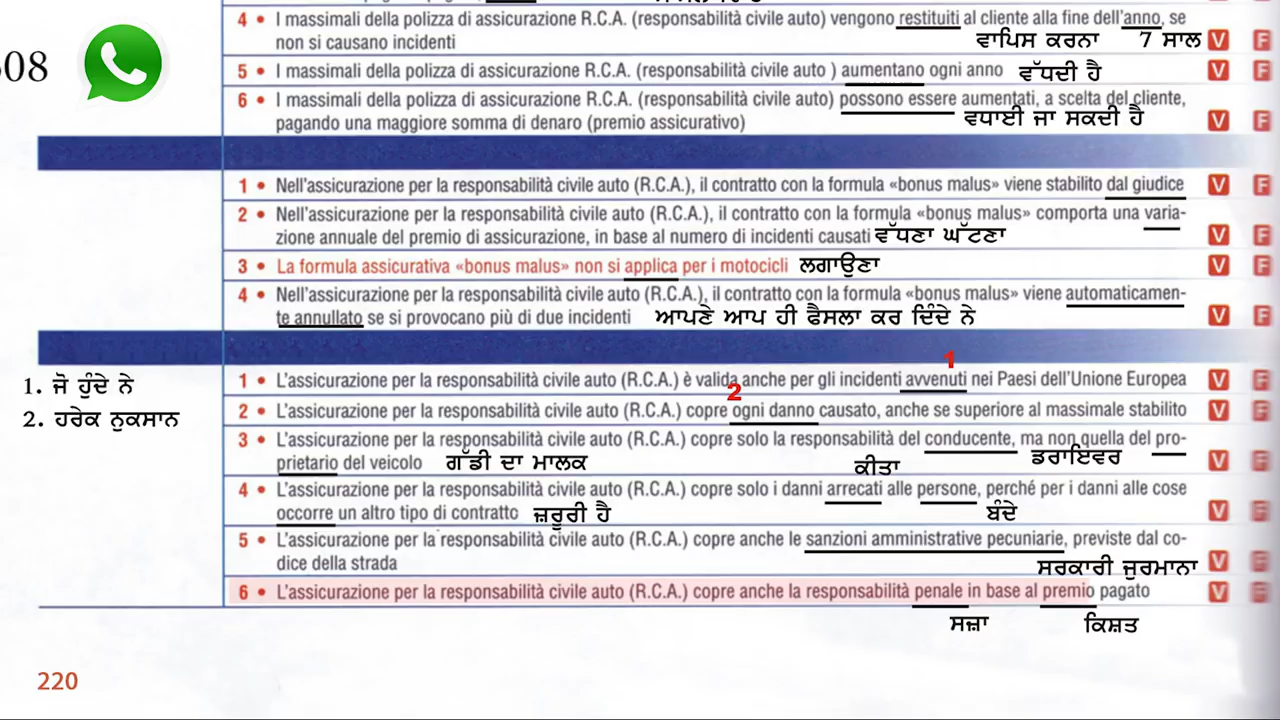 4 • I massimali della polizza di assicurazione R.C.A. (responsabilità civile auto) vengono restituiti al cliente alla fine dell'anno, se
non si causano incidenti ਵਾਪਿਸ ਕਰਨਾ 7 ਸਾਲ V F
608
5 • I massimali della polizza di assicurazione R.C.A. (responsabilità civile auto ) aumentano ogni anno ਵੱਧਦੀ ਹੈ V F
6 • I massimali della polizza di assicurazione R.C.A. (responsabilità civile auto) possono essere aumentati, a scelta del cliente,
pagando una maggiore somma di denaro (premio assicurativo) ਵਧਾਈ ਜਾ ਸਕਦੀ ਹੈ V F
1 • Nell'assicurazione per la responsabilità civile auto (R.C.A.), il contratto con la formula «bonus malus» viene stabilito dal giudice V F
2 • Nell'assicurazione per la responsabilità civile auto (R.C.A.), il contratto con la formula «bonus malus» comporta una varia-
zione annuale del premio di assicurazione, in base al numero di incidenti causati ਵੱਧਣਾ ਘੱਟਣਾ V F
3 • La formula assicurativa «bonus malus» non si applica per i motocicli ਲਗਾਉਣਾ V F
4 • Nell'assicurazione per la responsabilità civile auto (R.C.A.), il contratto con la formula «bonus malus» viene automaticamen-
te annullato se si provocano più di due incidenti ਆਪਣੇ ਆਪ ਹੀ ਫੈਸਲਾ ਕਰ ਦਿੰਦੇ ਨੇ V F
1
1. ਜੋ ਹੁੰਦੇ ਨੇ
1 • L'assicurazione per la responsabilità civile auto (R.C.A.) è valida anche per gli incidenti avvenuti nei Paesi dell'Unione Europea V F
2
2. ਹਰੇਕ ਨੁਕਸਾਨ
2 • L'assicurazione per la responsabilità civile auto (R.C.A.) copre ogni danno causato, anche se superiore al massimale stabilito V F
3 • L'assicurazione per la responsabilità civile auto (R.C.A.) copre solo la responsabilità del conducente, ma non quella del pro-
prietario del veicolo ਗੱਡੀ ਦਾ ਮਾਲਕ ਕੀਤਾ ਡਰਾਇਵਰ V F
4 • L'assicurazione per la responsabilità civile auto (R.C.A.) copre solo i danni arrecati alle persone, perché per i danni alle cose
occorre un altro tipo di contratto ਜ਼ਰੂਰੀ ਹੈ ਬੰਦੇ V F
5 • L'assicurazione per la responsabilità civile auto (R.C.A.) copre anche le sanzioni amministrative pecuniarie, previste dal co-
dice della strada ਸਰਕਾਰੀ ਜੁਰਮਾਨਾ V F
6 • L'assicurazione per la responsabilità civile auto (R.C.A.) copre anche la responsabilità penale in base al premio pagato V F
ਸਜ਼ਾ ਕਿਸ਼ਤ
220